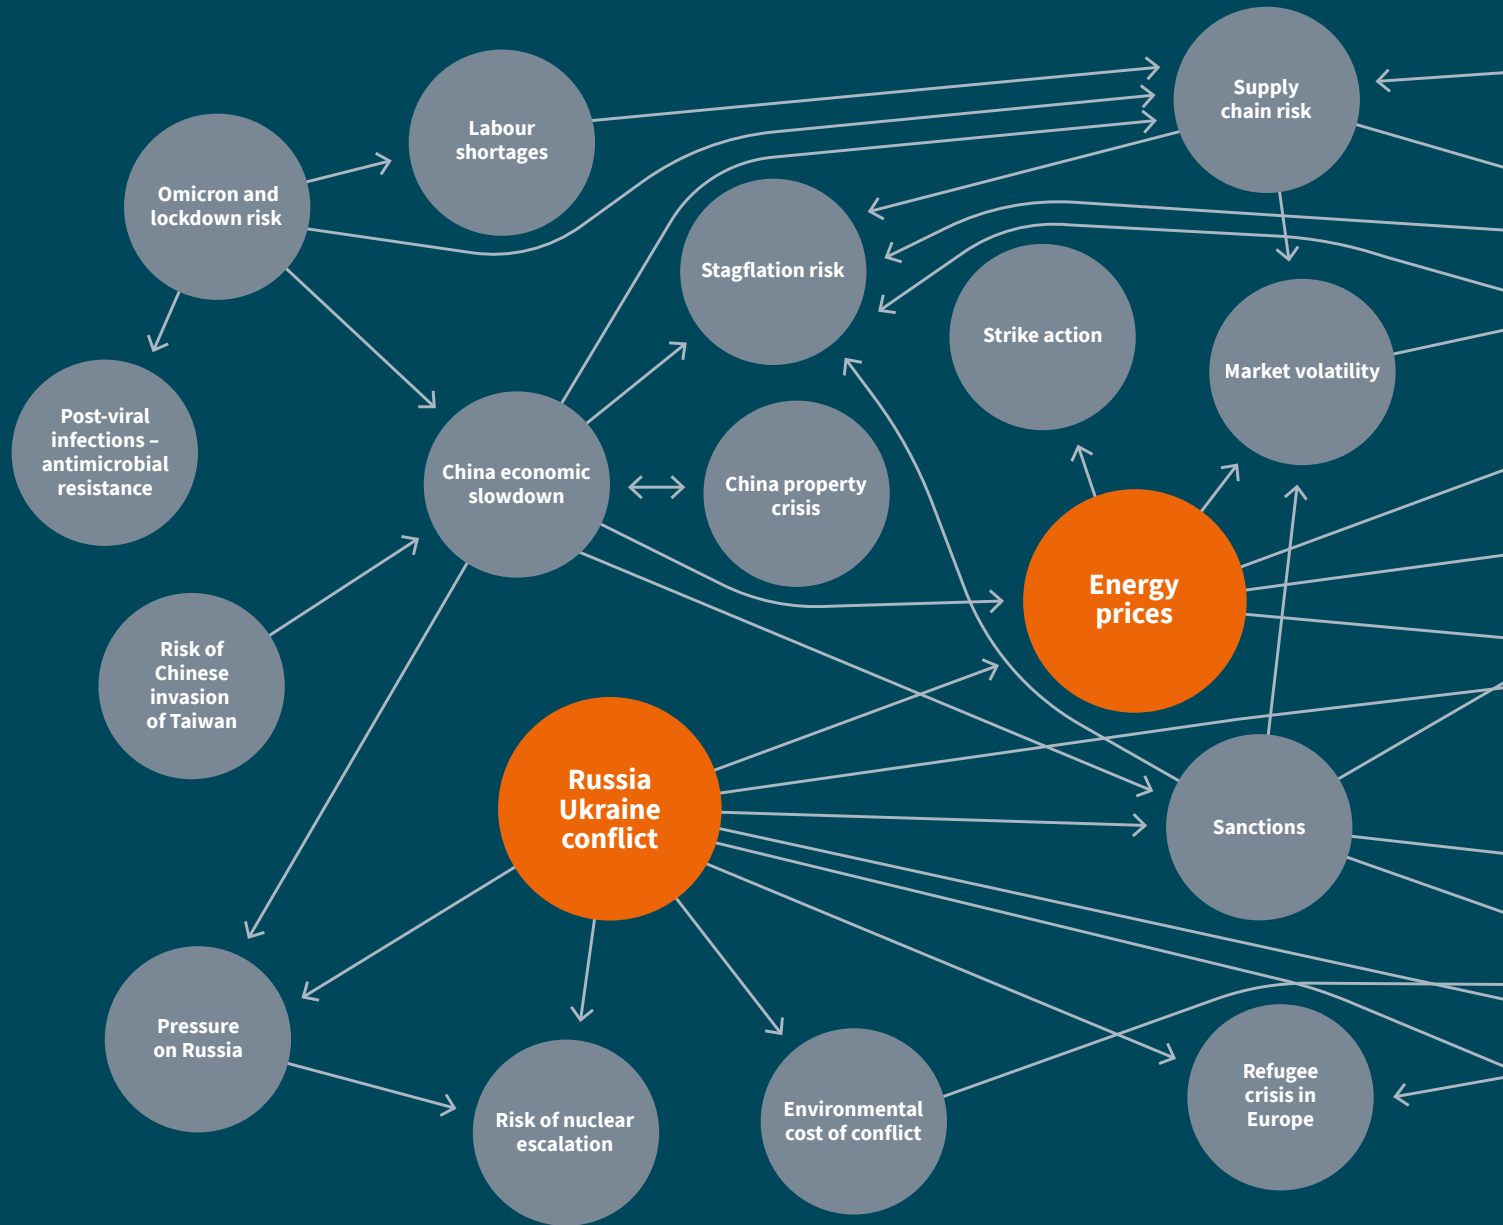 Supply
chain risk
Labour
shortages
Omicron and
lockdown risk
Stagflation risk
Strike action
Market volatility
Post-viral
infections –
antimicrobial
resistance
China economic
slowdown
China property
crisis
Energy
prices
Risk of
Chinese
invasion
of Taiwan
Russia
Ukraine
conflict
Sanctions
Pressure
on Russia
Risk of nuclear
escalation
Environmental
cost of conflict
Refugee
crisis in
Europe